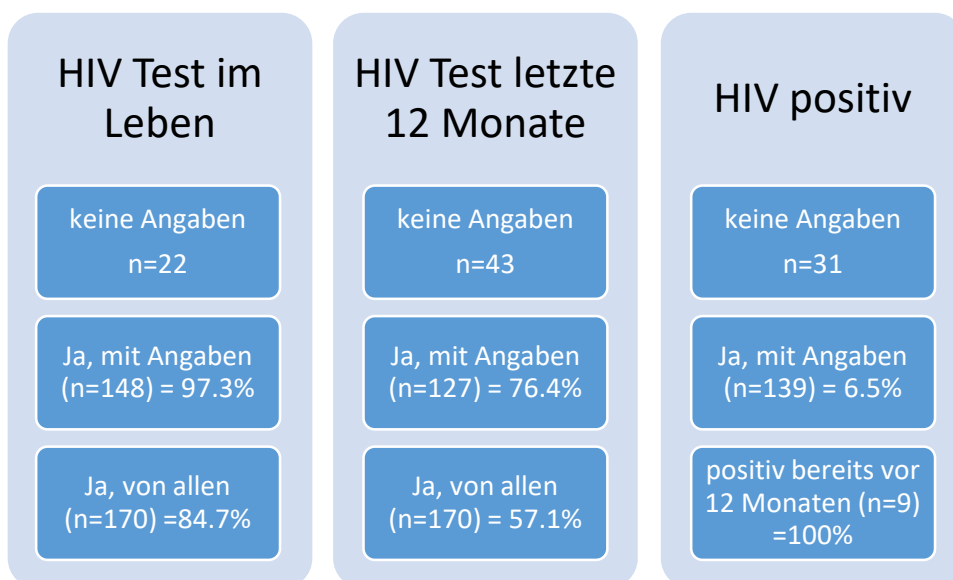 HIV Test im
Leben
keine Angaben
n=22
Ja, mit Angaben
(n=148) = 97.3%
Ja, von allen
(n=170) =84.7%
HIV Test letzte
12 Monate
keine Angaben
n=43
Ja, mit Angaben
(n=127) = 76.4%
Ja, von allen
(n=170) = 57.1%
HIV positiv
keine Angaben
n=31
Ja, mit Angaben
(n=139) = 6.5%
positiv bereits vor
12 Monaten (n=9)
=100%